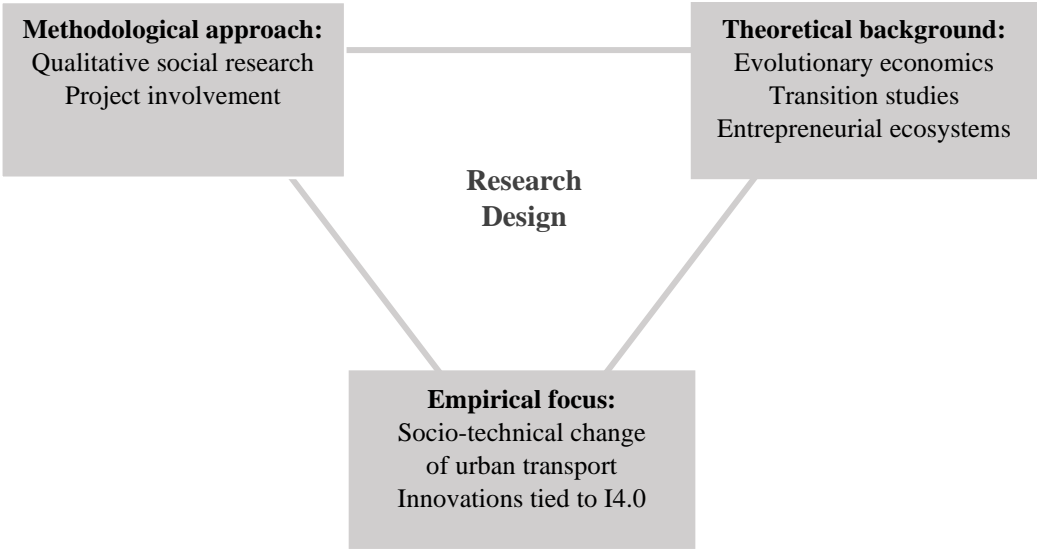 Methodological approach:
Qualitative social research
Project involvement
Theoretical background:
Evolutionary economics
Transition studies
Entrepreneurial ecosystems
Research
Design
Empirical focus:
Socio-technical change
of urban transport
Innovations tied to I4.0